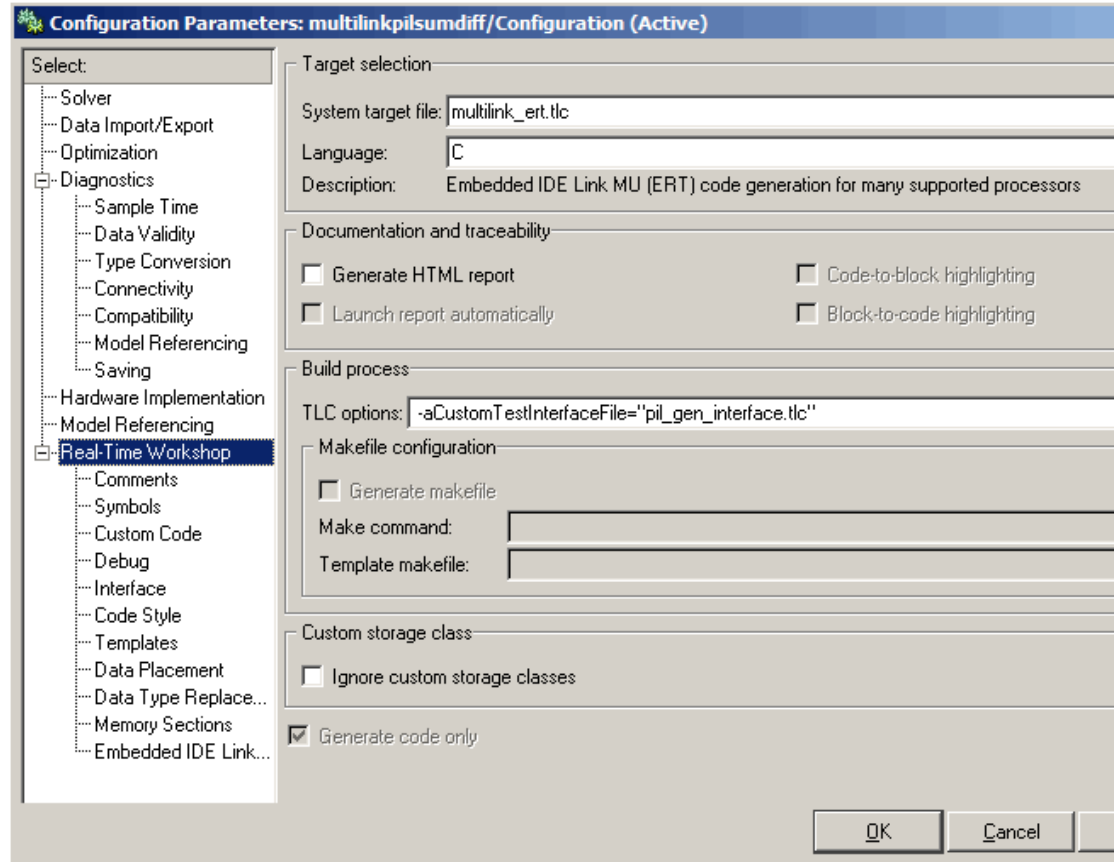 Configuration Parameters: multilinkpilsumdiff/Configuration (Active)
Select:
Solver
Data Import/Export
Optimization
Diagnostics
Sample Time
Data Validity
Type Conversion
Connectivity
Compatibility
Model Referencing
Saving
Hardware Implementation
Model Referencing
Real-Time Workshop
Comments
Symbols
Custom Code
Debug
Interface
Code Style
Templates
Data Placement
Data Type Replace...
Memory Sections
Embedded IDE Link...
Target selection
System target file: multilink_ert.tlc
Language: C
Description: Embedded IDE Link MU (ERT) code generation for many supported processors
Documentation and traceability
Generate HTML report Code-to-block highlighting
Launch report automatically Block-to-code highlighting
Build process
TLC options: -aCustomTestInterfaceFile="pil_gen_interface.tlc"
Makefile configuration
Generate makefile
Make command:
Template makefile:
Custom storage class
Ignore custom storage classes
Generate code only
OK Cancel